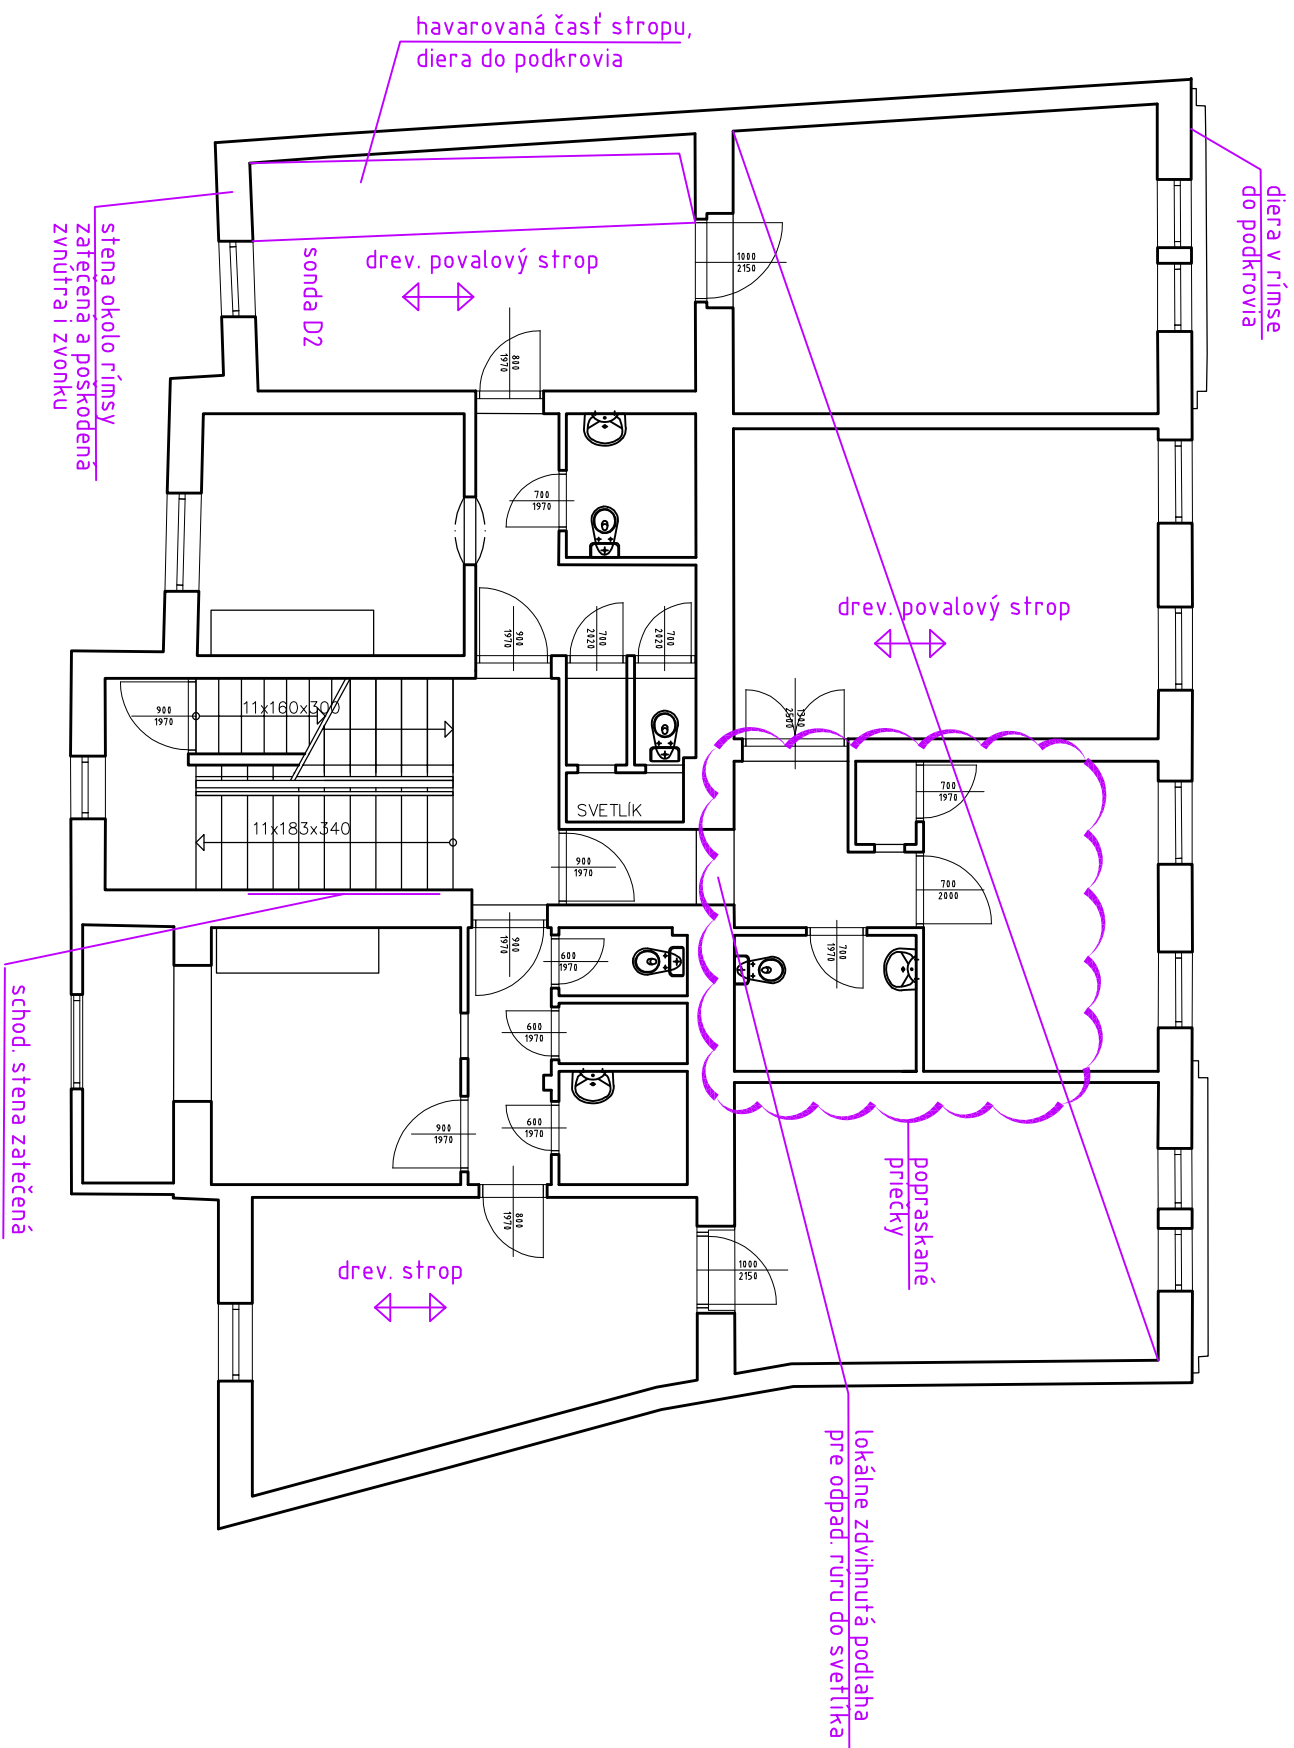 havarovaná časť stropu,
diera do podkrovia
diera v rímse
do podkrovia
stena okolo rímsy
zatečená a poškodená
zvnútra i zvonku
sonda D2
drev. povalový strop
1000
2150
800
1970
700
1970
900
1970
700
2020
700
2020
drev. povalový strop
1340
2500
900
1970
11x160x300
11x183x340
SVETLÍK
700
1970
900
1970
700
2000
900
1970
600
1970
700
1970
600
1970
600
1970
900
1970
800
1970
schod. stena zatečená
popraskané
priečky
drev. strop
1000
2150
lokálne zdvihnutá podlaha
pre odpad. rúru do svetlíka